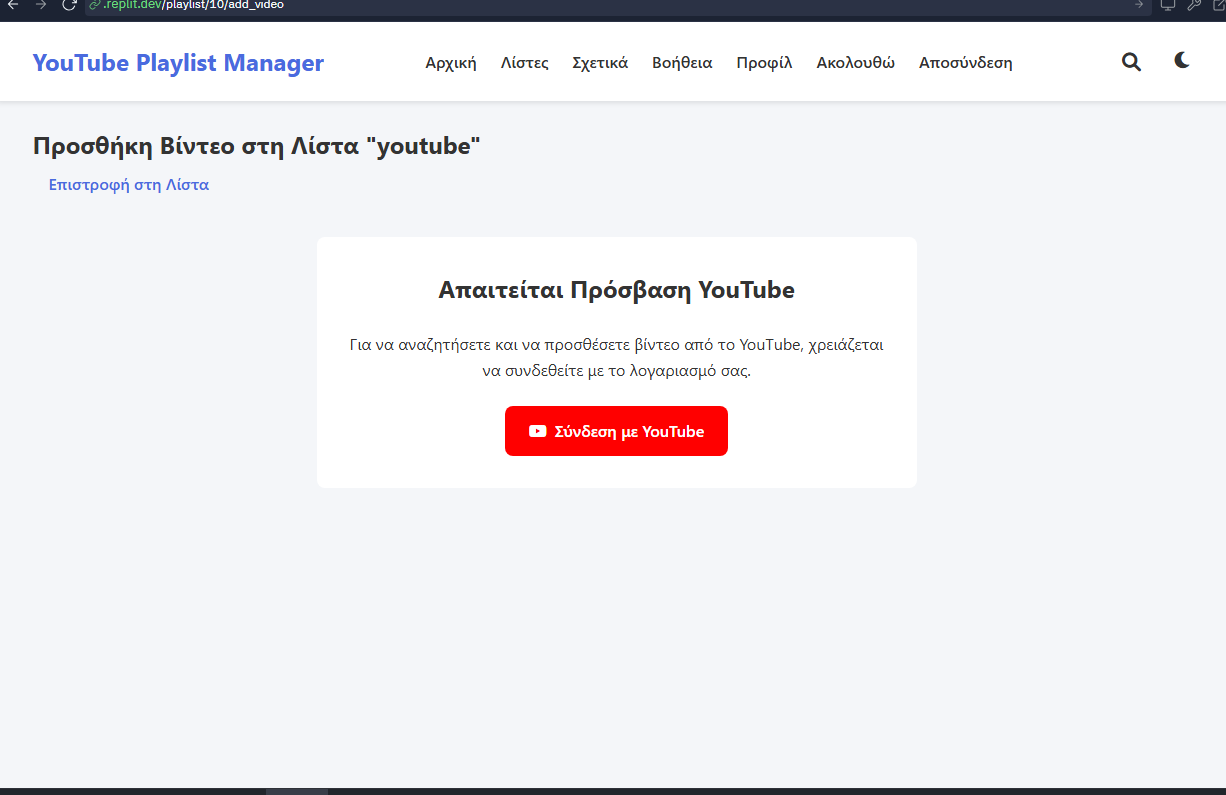 .replit.dev/playlist/10/add_video
YouTube Playlist Manager
Αρχική Λίστες Σχετικά Βοήθεια Προφίλ Ακολουθώ Αποσύνδεση
Προσθήκη Βίντεο στη Λίστα "youtube"
Επιστροφή στη Λίστα
Απαιτείται Πρόσβαση YouTube
Για να αναζητήσετε και να προσθέσετε βίντεο από το YouTube, χρειάζεται
να συνδεθείτε με το λογαριασμό σας.
Σύνδεση με YouTube